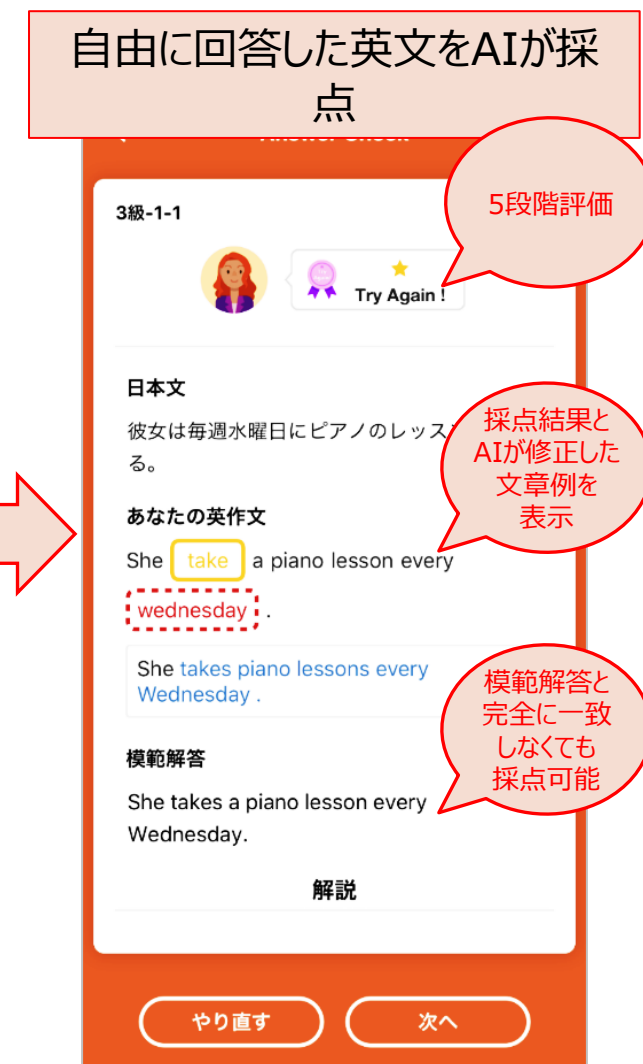 自由に回答した英文をAIが採
点
5段階評価
3級-1-1
Try Again !
日本文
彼女は毎週水曜日にピアノのレッス
る。
採点結果と
AIが修正した
文章例を
表示
あなたの英作文
She take a piano lesson every
wednesday .
She takes piano lessons every
Wednesday .
模範解答と
完全に一致
しなくても
採点可能
模範解答
She takes a piano lesson every
Wednesday.
解説
やり直す
次へ